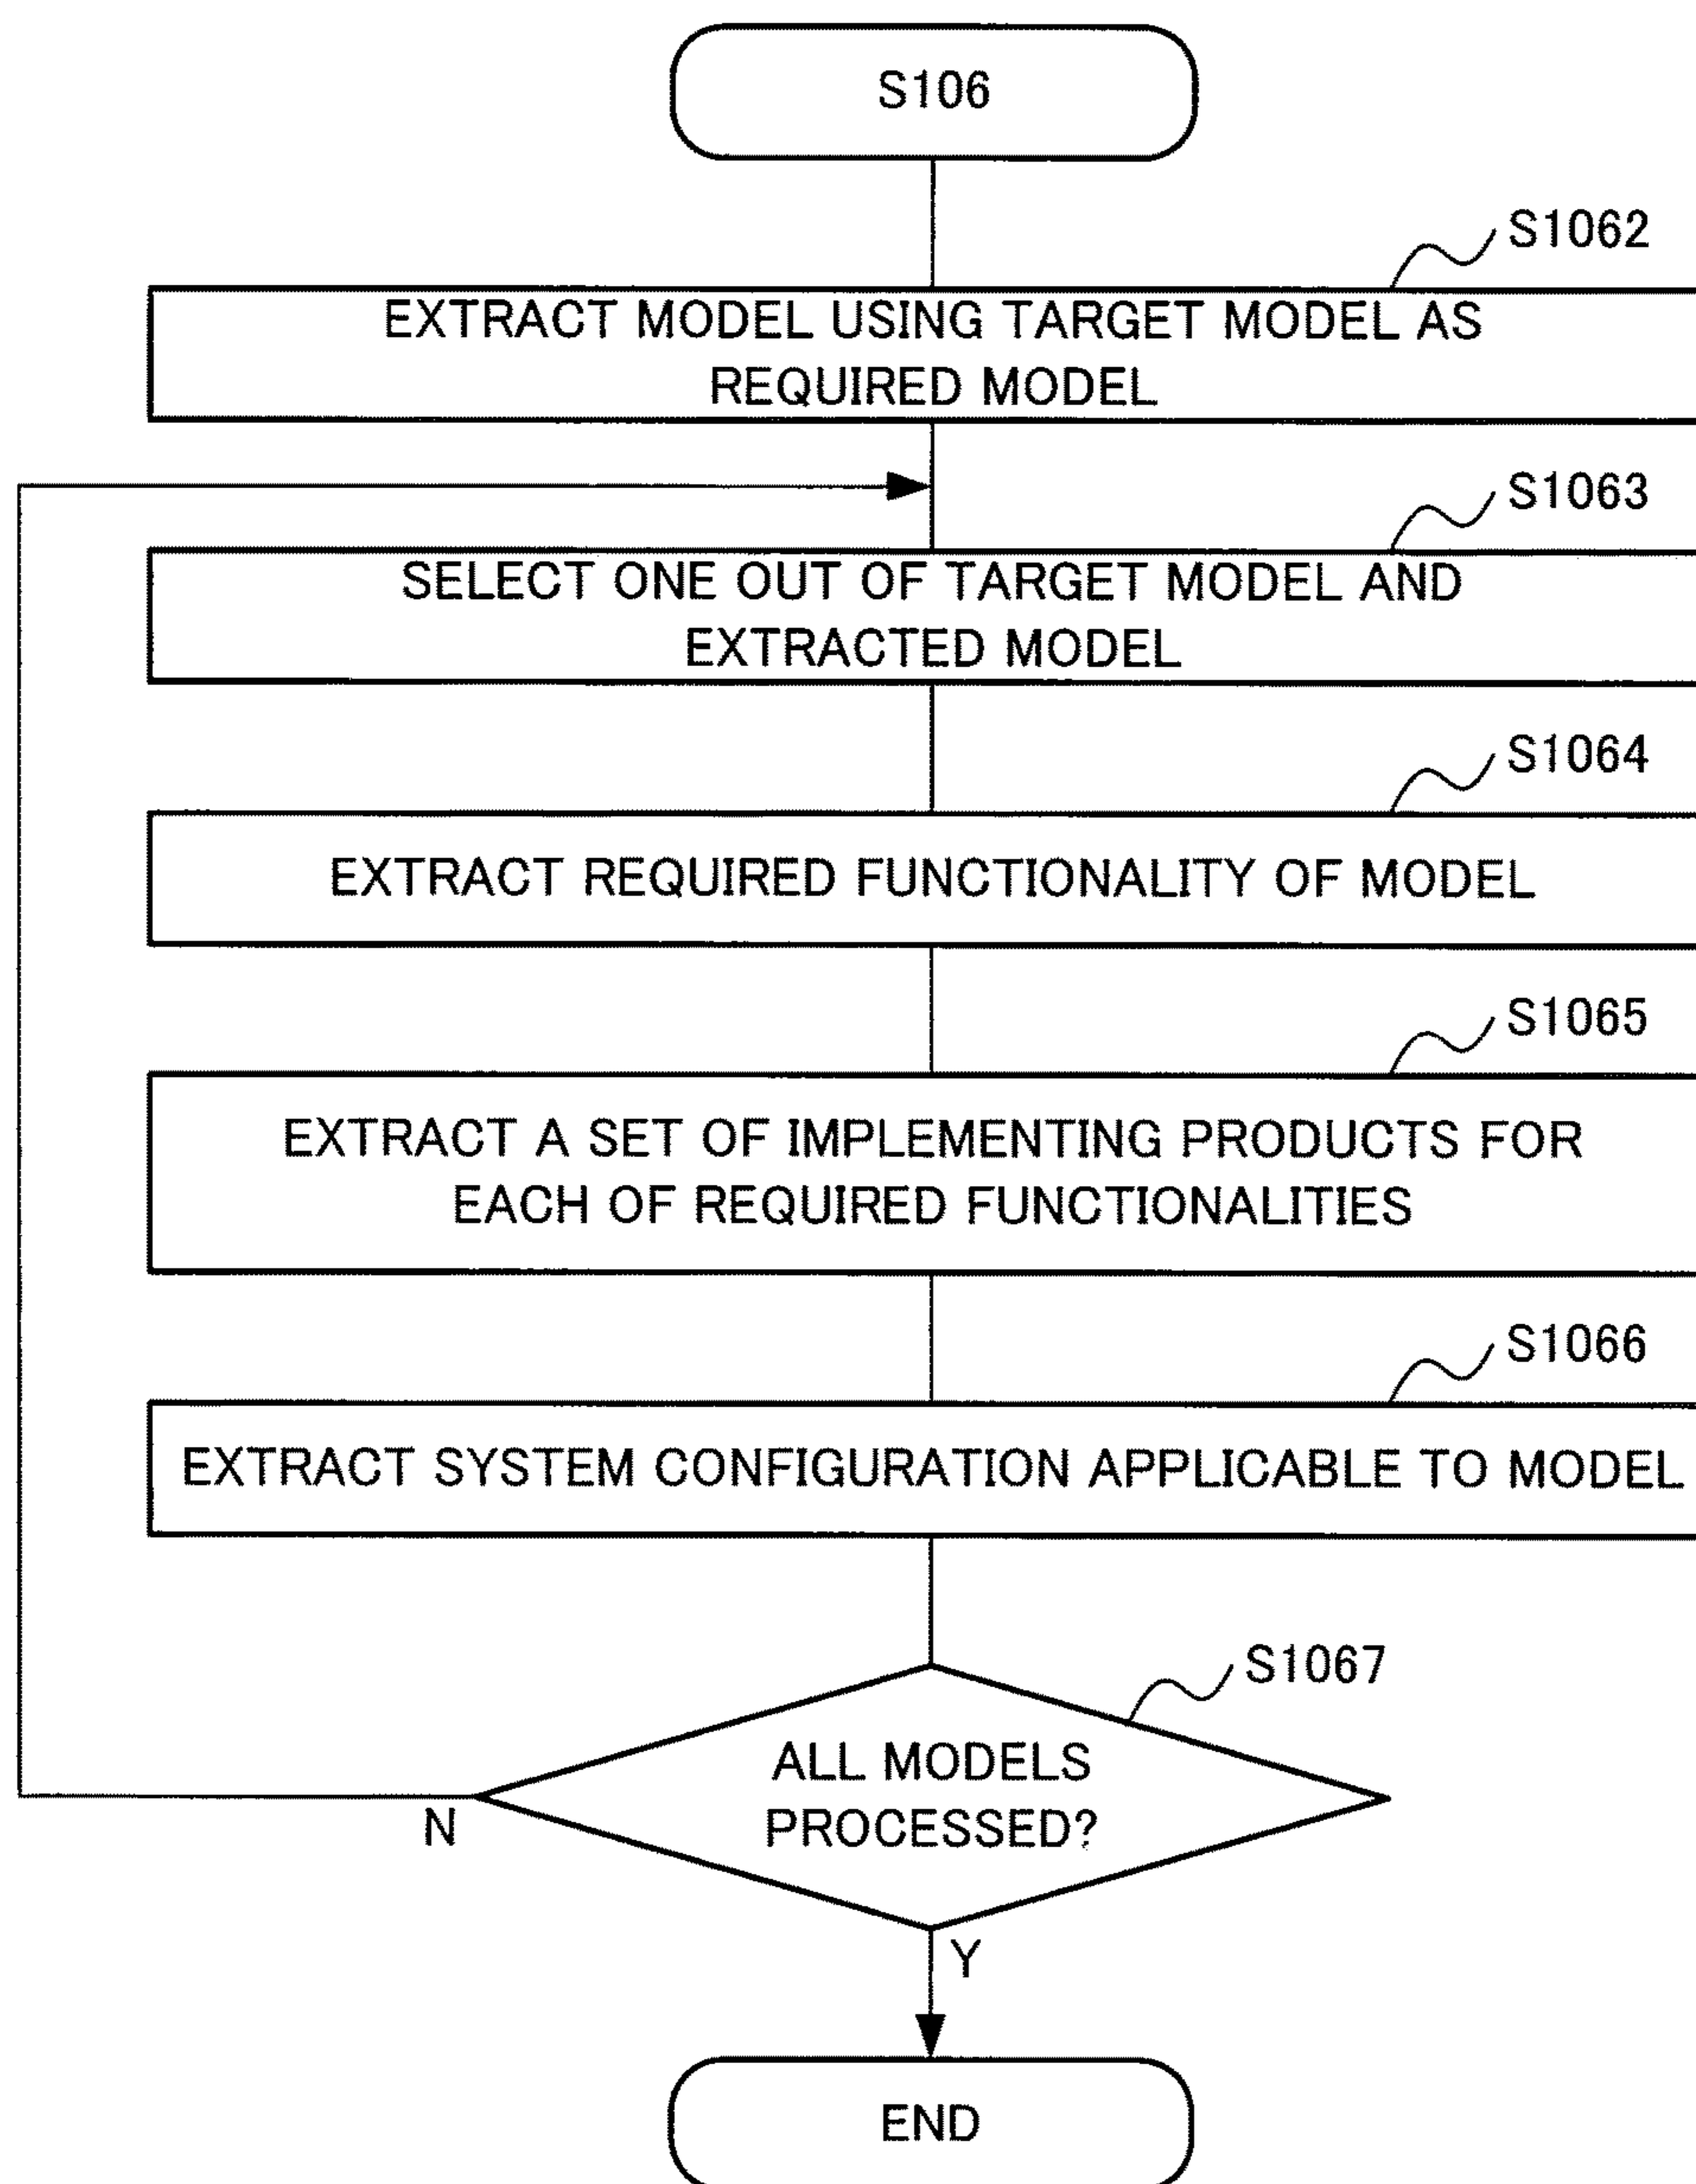 S106
S1062
EXTRACT MODEL USING TARGET MODEL AS
REQUIRED MODEL
S1063
SELECT ONE OUT OF TARGET MODEL AND
EXTRACTED MODEL
S1064
EXTRACT REQUIRED FUNCTIONALITY OF MODEL
S1065
EXTRACT A SET OF IMPLEMENTING PRODUCTS FOR
EACH OF REQUIRED FUNCTIONALITIES
S1066
EXTRACT SYSTEM CONFIGURATION APPLICABLE TO MODEL
S1067
ALL MODELS
PROCESSED?
N
Y
END